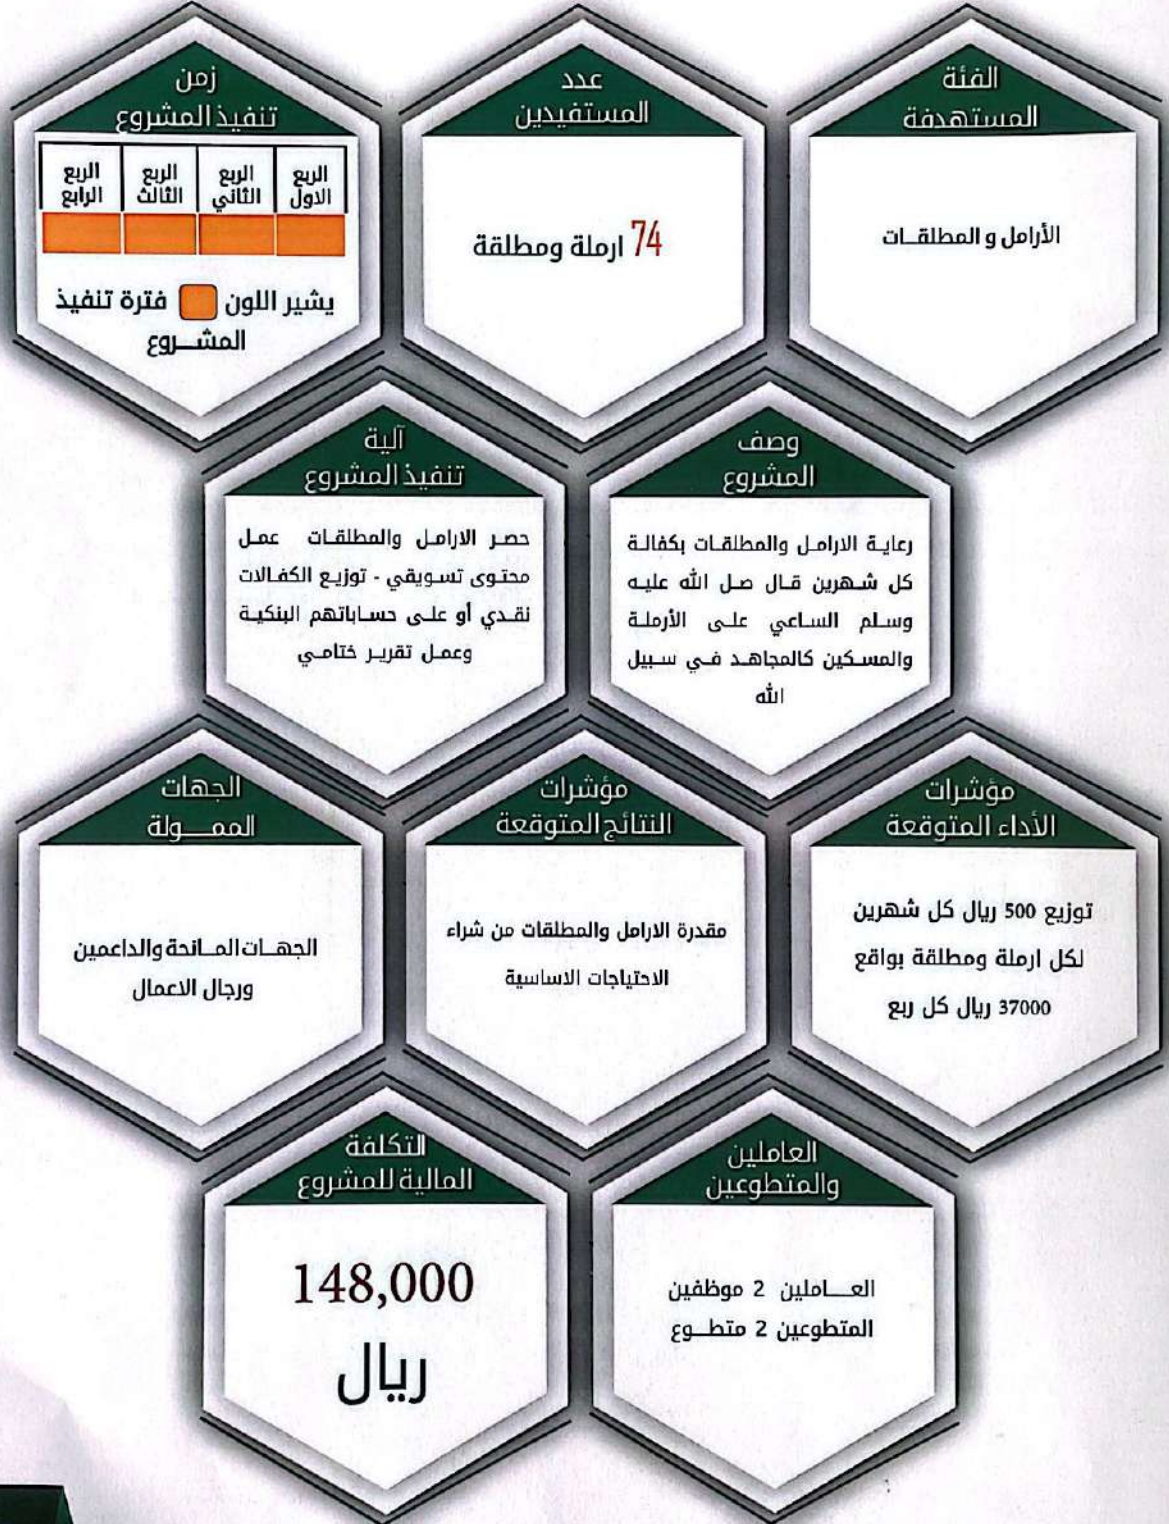 الفئة
المستهدفة
الأرامل و المطلقات
عدد
المستفيدين
74 ارملة ومطلقة
زمن
تنفيذ المشروع
الربع الاول الربع الثاني الربع الثالث الربع الرابع
يشير اللون فترة تنفيذ
المشروع
وصف
المشروع
رعاية الارامل والمطلقات بكفالة
كل شهرين قال صل الله عليه
وسلم الساعي على الأرملة
والمسكين كالمجاهد في سبيل
الله
آلية
تنفيذ المشروع
حصر الارامل والمطلقات عمل
محتوى تسويقي - توزيع الكفالات
نقدي أو على حساباتهم البنكية
وعمل تقرير ختامي
مؤشرات
الأداء المتوقعة
توزيع 500 ريال كل شهرين
لكل ارملة ومطلقة بواقع
37000 ريال كل ربع
مؤشرات
النتائج المتوقعة
مقدرة الارامل والمطلقات من شراء
الاحتياجات الاساسية
الجهات
الممولة
الجهات المانحة والداعمين
ورجال الاعمال
العاملين
والمتطوعين
العاملين 2 موظفين
المتطوعين 2 متطوع
التكلفة
المالية للمشروع
148,000
ريال